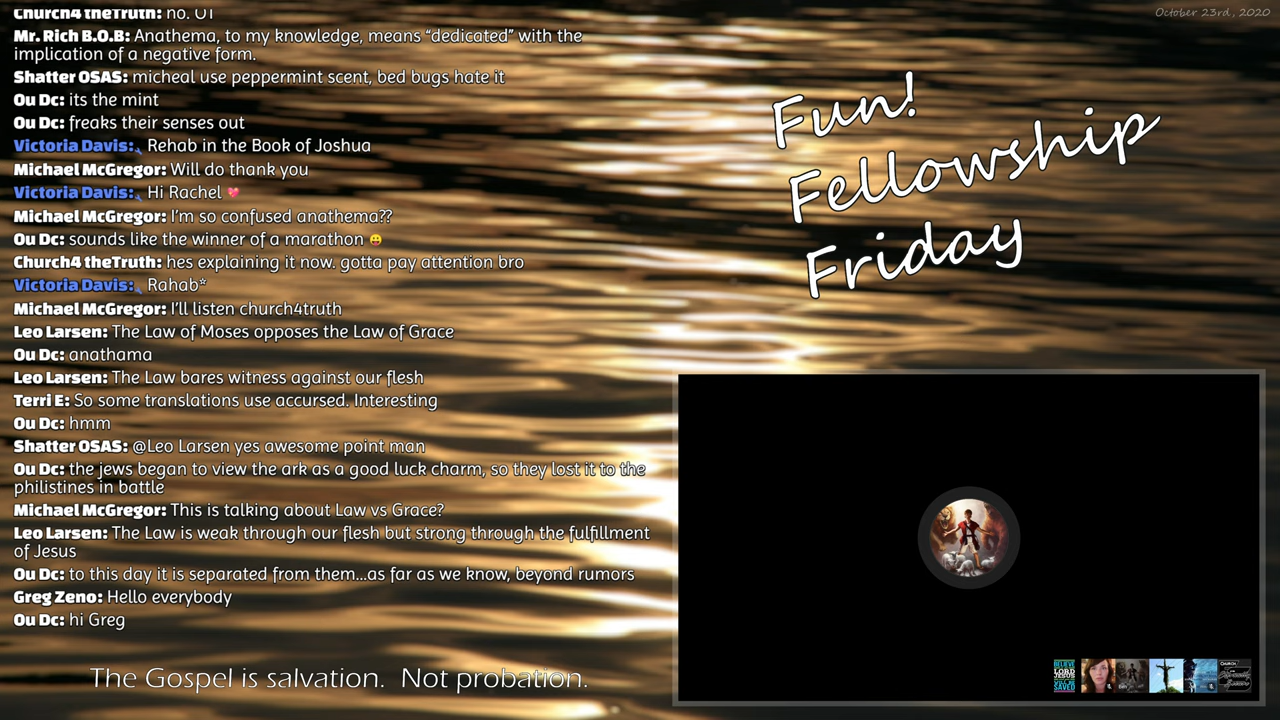 Church4 theTruth: no. OT
October 23rd, 2020
Mr. Rich B.O.B: Anathema, to my knowledge, means “dedicated” with the
implication of a negative form.
Shatter OSAS: micheal use peppermint scent, bed bugs hate it
Ou Dc: its the mint
Ou Dc: freaks their senses out
Victoria Davis: Rehab in the Book of Joshua
Michael McGregor: Will do thank you
Victoria Davis: Hi Rachel 💖
Michael McGregor: I’m so confused anathema??
Ou Dc: sounds like the winner of a marathon 😛
Church4 theTruth: hes explaining it now. gotta pay attention bro
Victoria Davis: Rahab*
Michael McGregor: I’ll listen church4truth
Leo Larsen: The Law of Moses opposes the Law of Grace
Ou Dc: anathama
Leo Larsen: The Law bares witness against our flesh
Terri E: So some translations use accursed. Interesting
Ou Dc: hmm
Shatter OSAS: @Leo Larsen yes awesome point man
Ou Dc: the jews began to view the ark as a good luck charm, so they lost it to the
philistines in battle
Michael McGregor: This is talking about Law vs Grace?
Leo Larsen: The Law is weak through our flesh but strong through the fulfillment
of Jesus
Ou Dc: to this day it is separated from them...as far as we know, beyond rumors
Greg Zeno: Hello everybody
Ou Dc: hi Greg
The Gospel is salvation. Not probation.
Fun!
Fellowship
Friday
BELIEVE
LORD
JESUS
SAVED
CHURCH